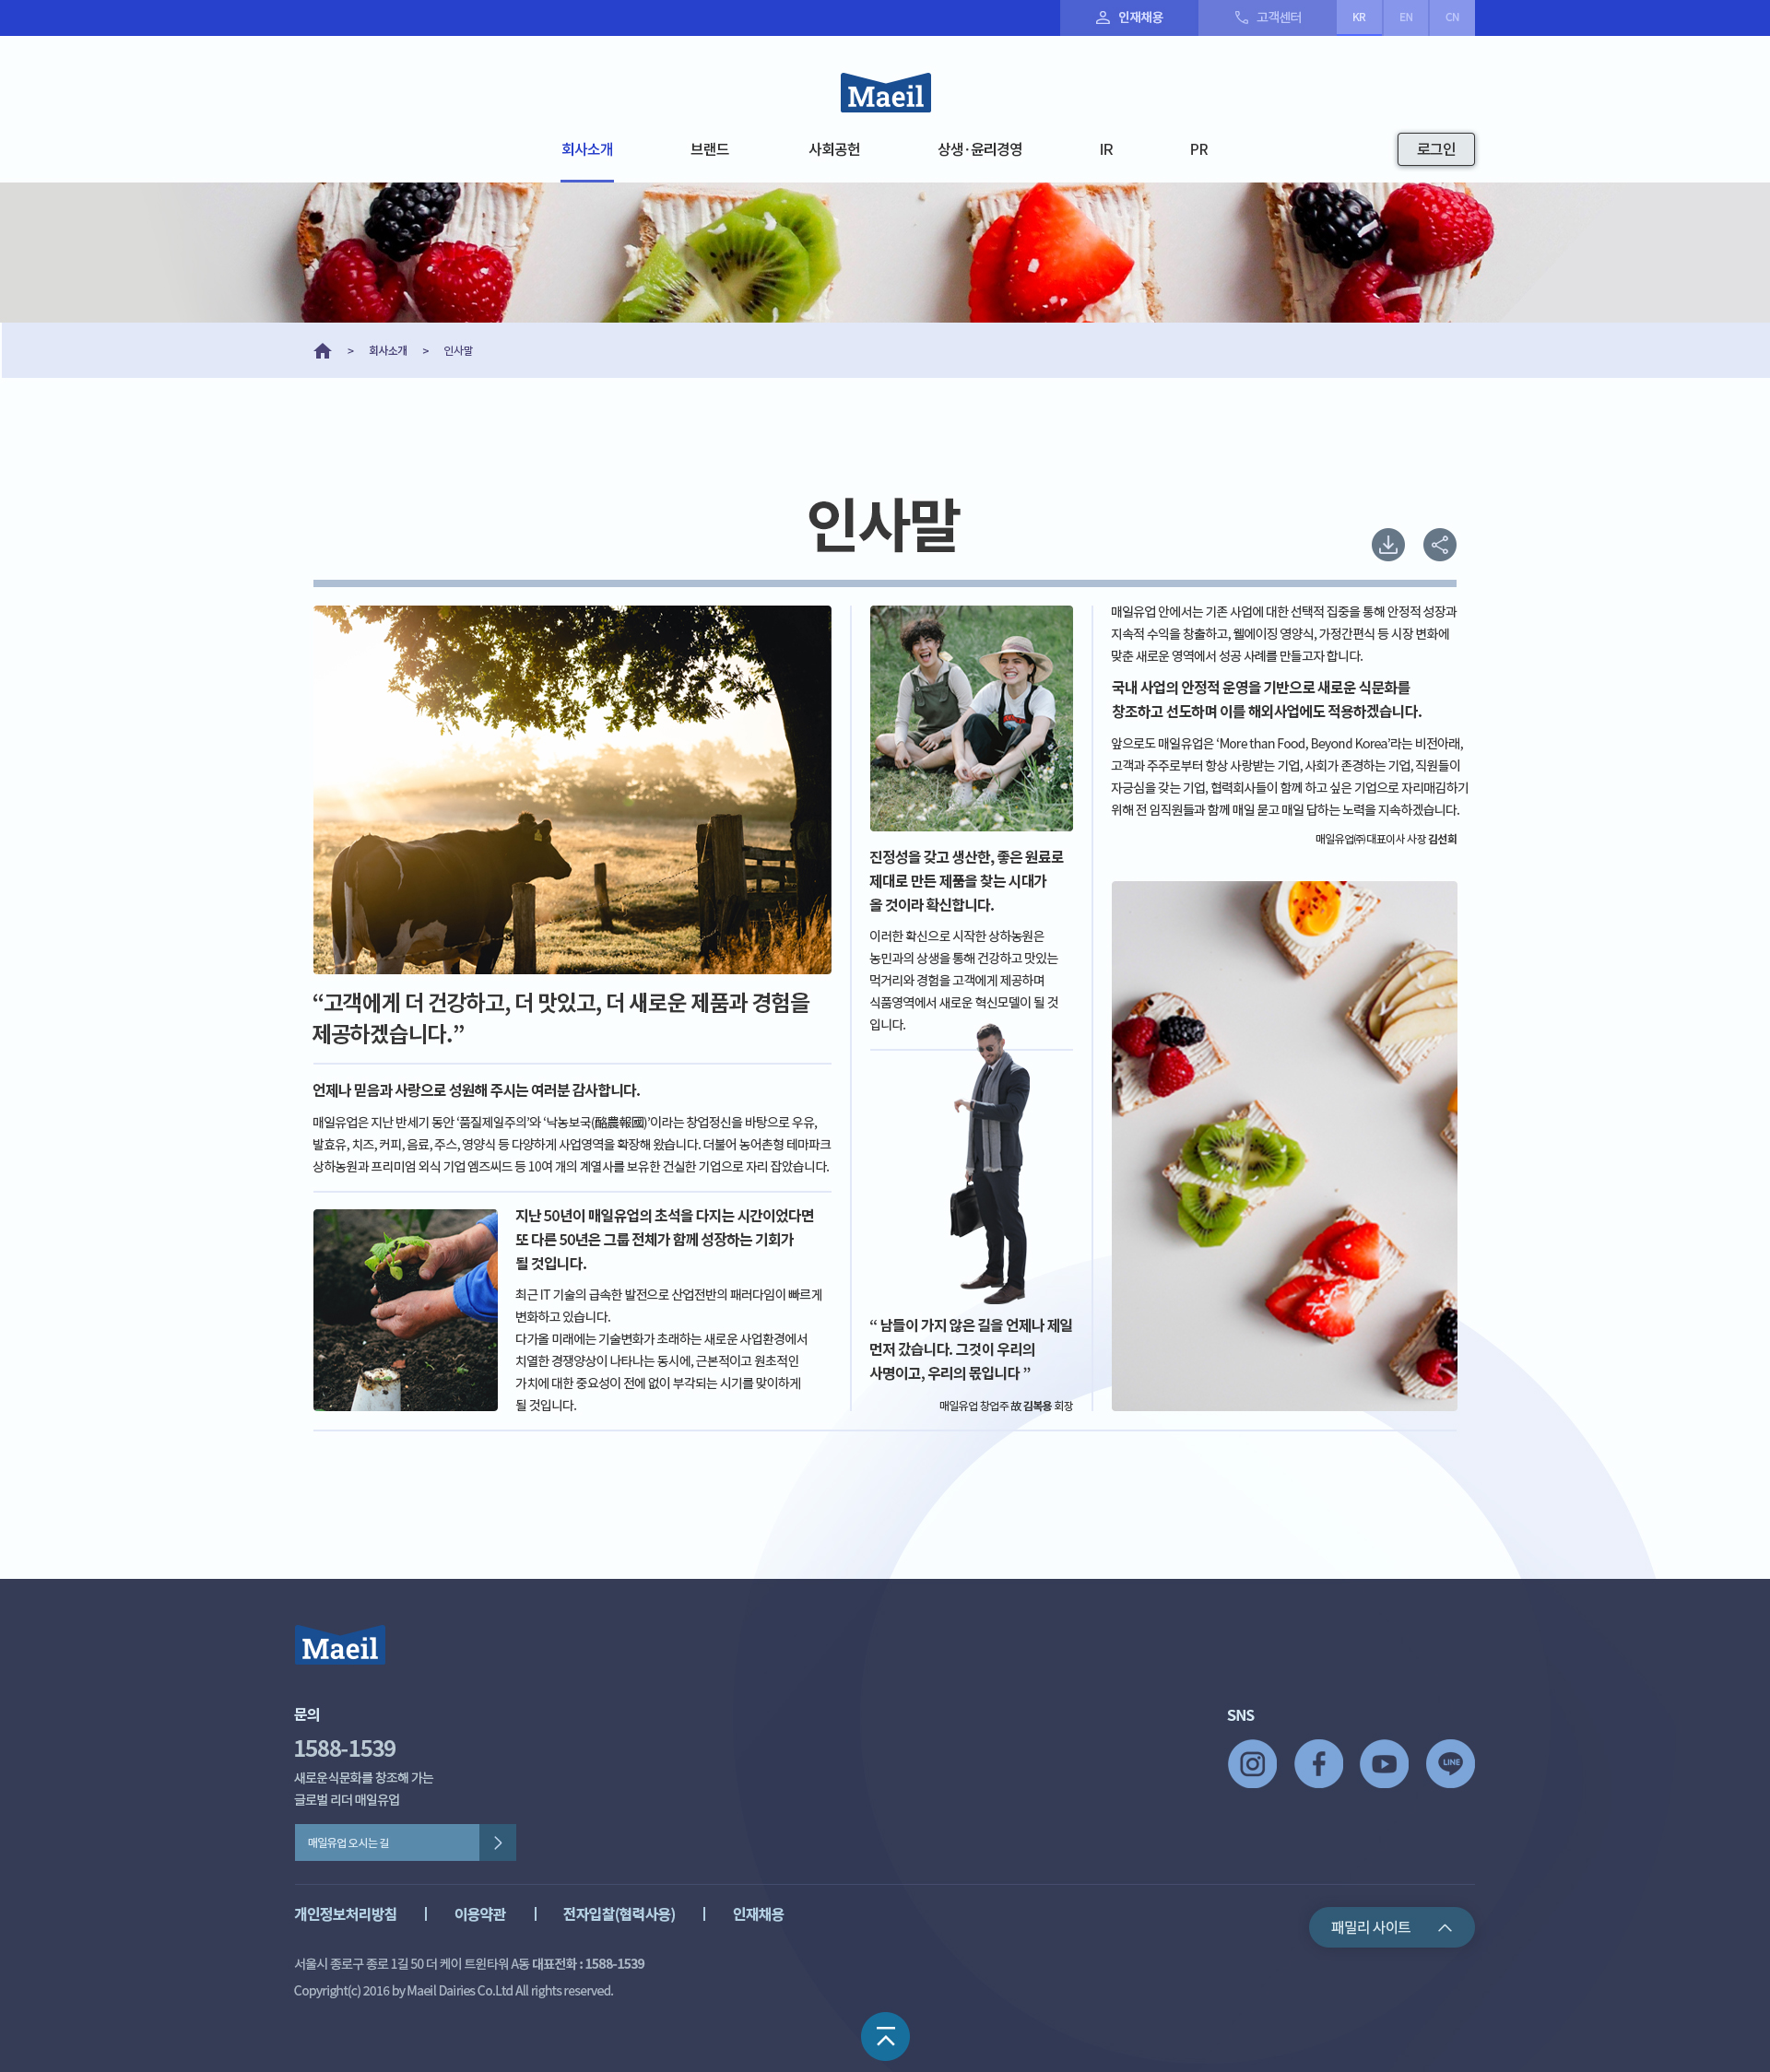 인재채용
고객센터
KR
EN
CN
Maeil
회사소개
브랜드
사회공헌
상생·윤리경영
IR
PR
로그인
> 회사소개 > 인사말
인사말
“고객에게 더 건강하고, 더 맛있고, 더 새로운 제품과 경험을
제공하겠습니다.”
언제나 믿음과 사랑으로 성원해 주시는 여러분 감사합니다.
매일유업은 지난 반세기 동안 ‘품질제일주의’와 ‘낙농보국(酪農報國)’이라는 창업정신을 바탕으로 우유,
발효유, 치즈, 커피, 음료, 주스, 영양식 등 다양하게 사업영역을 확장해 왔습니다. 더불어 농어촌형 테마파크
상하농원과 프리미엄 외식 기업 엠즈씨드 등 10여 개의 계열사를 보유한 건실한 기업으로 자리 잡았습니다.
지난 50년이 매일유업의 초석을 다지는 시간이었다면
또 다른 50년은 그룹 전체가 함께 성장하는 기회가
될 것입니다.
최근 IT 기술의 급속한 발전으로 산업전반의 패러다임이 빠르게
변화하고 있습니다.
다가올 미래에는 기술변화가 초래하는 새로운 사업환경에서
치열한 경쟁양상이 나타나는 동시에, 근본적이고 원초적인
가치에 대한 중요성이 전에 없이 부각되는 시기를 맞이하게
될 것입니다.
진정성을 갖고 생산한, 좋은 원료로
제대로 만든 제품을 찾는 시대가
을 것이라 확신합니다.
이러한 확신으로 시작한 상하농원은
농민과의 상생을 통해 건강하고 맛있는
먹거리와 경험을 고객에게 제공하며
식품영역에서 새로운 혁신모델이 될 것
입니다.
“ 남들이 가지 않은 길을 언제나 제일
먼저 갔습니다. 그것이 우리의
사명이고, 우리의 몫입니다 ”
매일유업 창업주 故 김복용 회장
매일유업 안에서는 기존 사업에 대한 선택적 집중을 통해 안정적 성장과
지속적 수익을 창출하고, 웰에이징 영양식, 가정간편식 등 시장 변화에
맞춘 새로운 영역에서 성공 사례를 만들고자 합니다.
국내 사업의 안정적 운영을 기반으로 새로운 식문화를
창조하고 선도하며 이를 해외사업에도 적용하겠습니다.
앞으로도 매일유업은 ‘More than Food, Beyond Korea’라는 비전아래,
고객과 주주로부터 항상 사랑받는 기업, 사회가 존경하는 기업, 직원들이
자긍심을 갖는 기업, 협력회사들이 함께 하고 싶은 기업으로 자리매김하기
위해 전 임직원들과 함께 매일 묻고 매일 답하는 노력을 지속하겠습니다.
매일유업㈜ 대표이사 사장 김선희
Maeil
문의
1588-1539
새로운식문화를 창조해 가는
글로벌 리더 매일유업
매일유업 오시는 길
SNS
LINE
개인정보처리방침 | 이용약관 | 전자입찰(협력사용) | 인재채용
패밀리 사이트
서울시 종로구 종로 1길 50 더 케이 트윈타워 A동 대표전화 : 1588-1539
Copyright(c) 2016 by Maeil Dairies Co.Ltd All rights reserved.